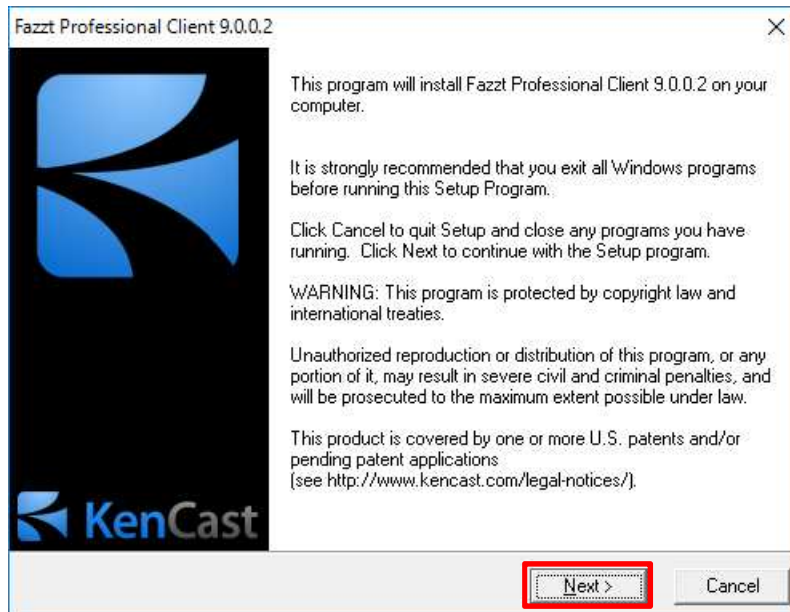 Fazzt Professional Client 9.0.0.2
This program will install Fazzt Professional Client 9.0.0.2 on your
computer.
It is strongly recommended that you exit all Windows programs
before running this Setup Program.
Click Cancel to quit Setup and close any programs you have
running. Click Next to continue with the Setup program.
WARNING: This program is protected by copyright law and
international treaties.
Unauthorized reproduction or distribution of this program, or any
portion of it, may result in severe civil and criminal penalties, and
will be prosecuted to the maximum extent possible under law.
This product is covered by one or more U.S. patents and/or
pending patent applications
(see http://www.kencast.com/legal-notices/).
KenCast
Next >
Cancel